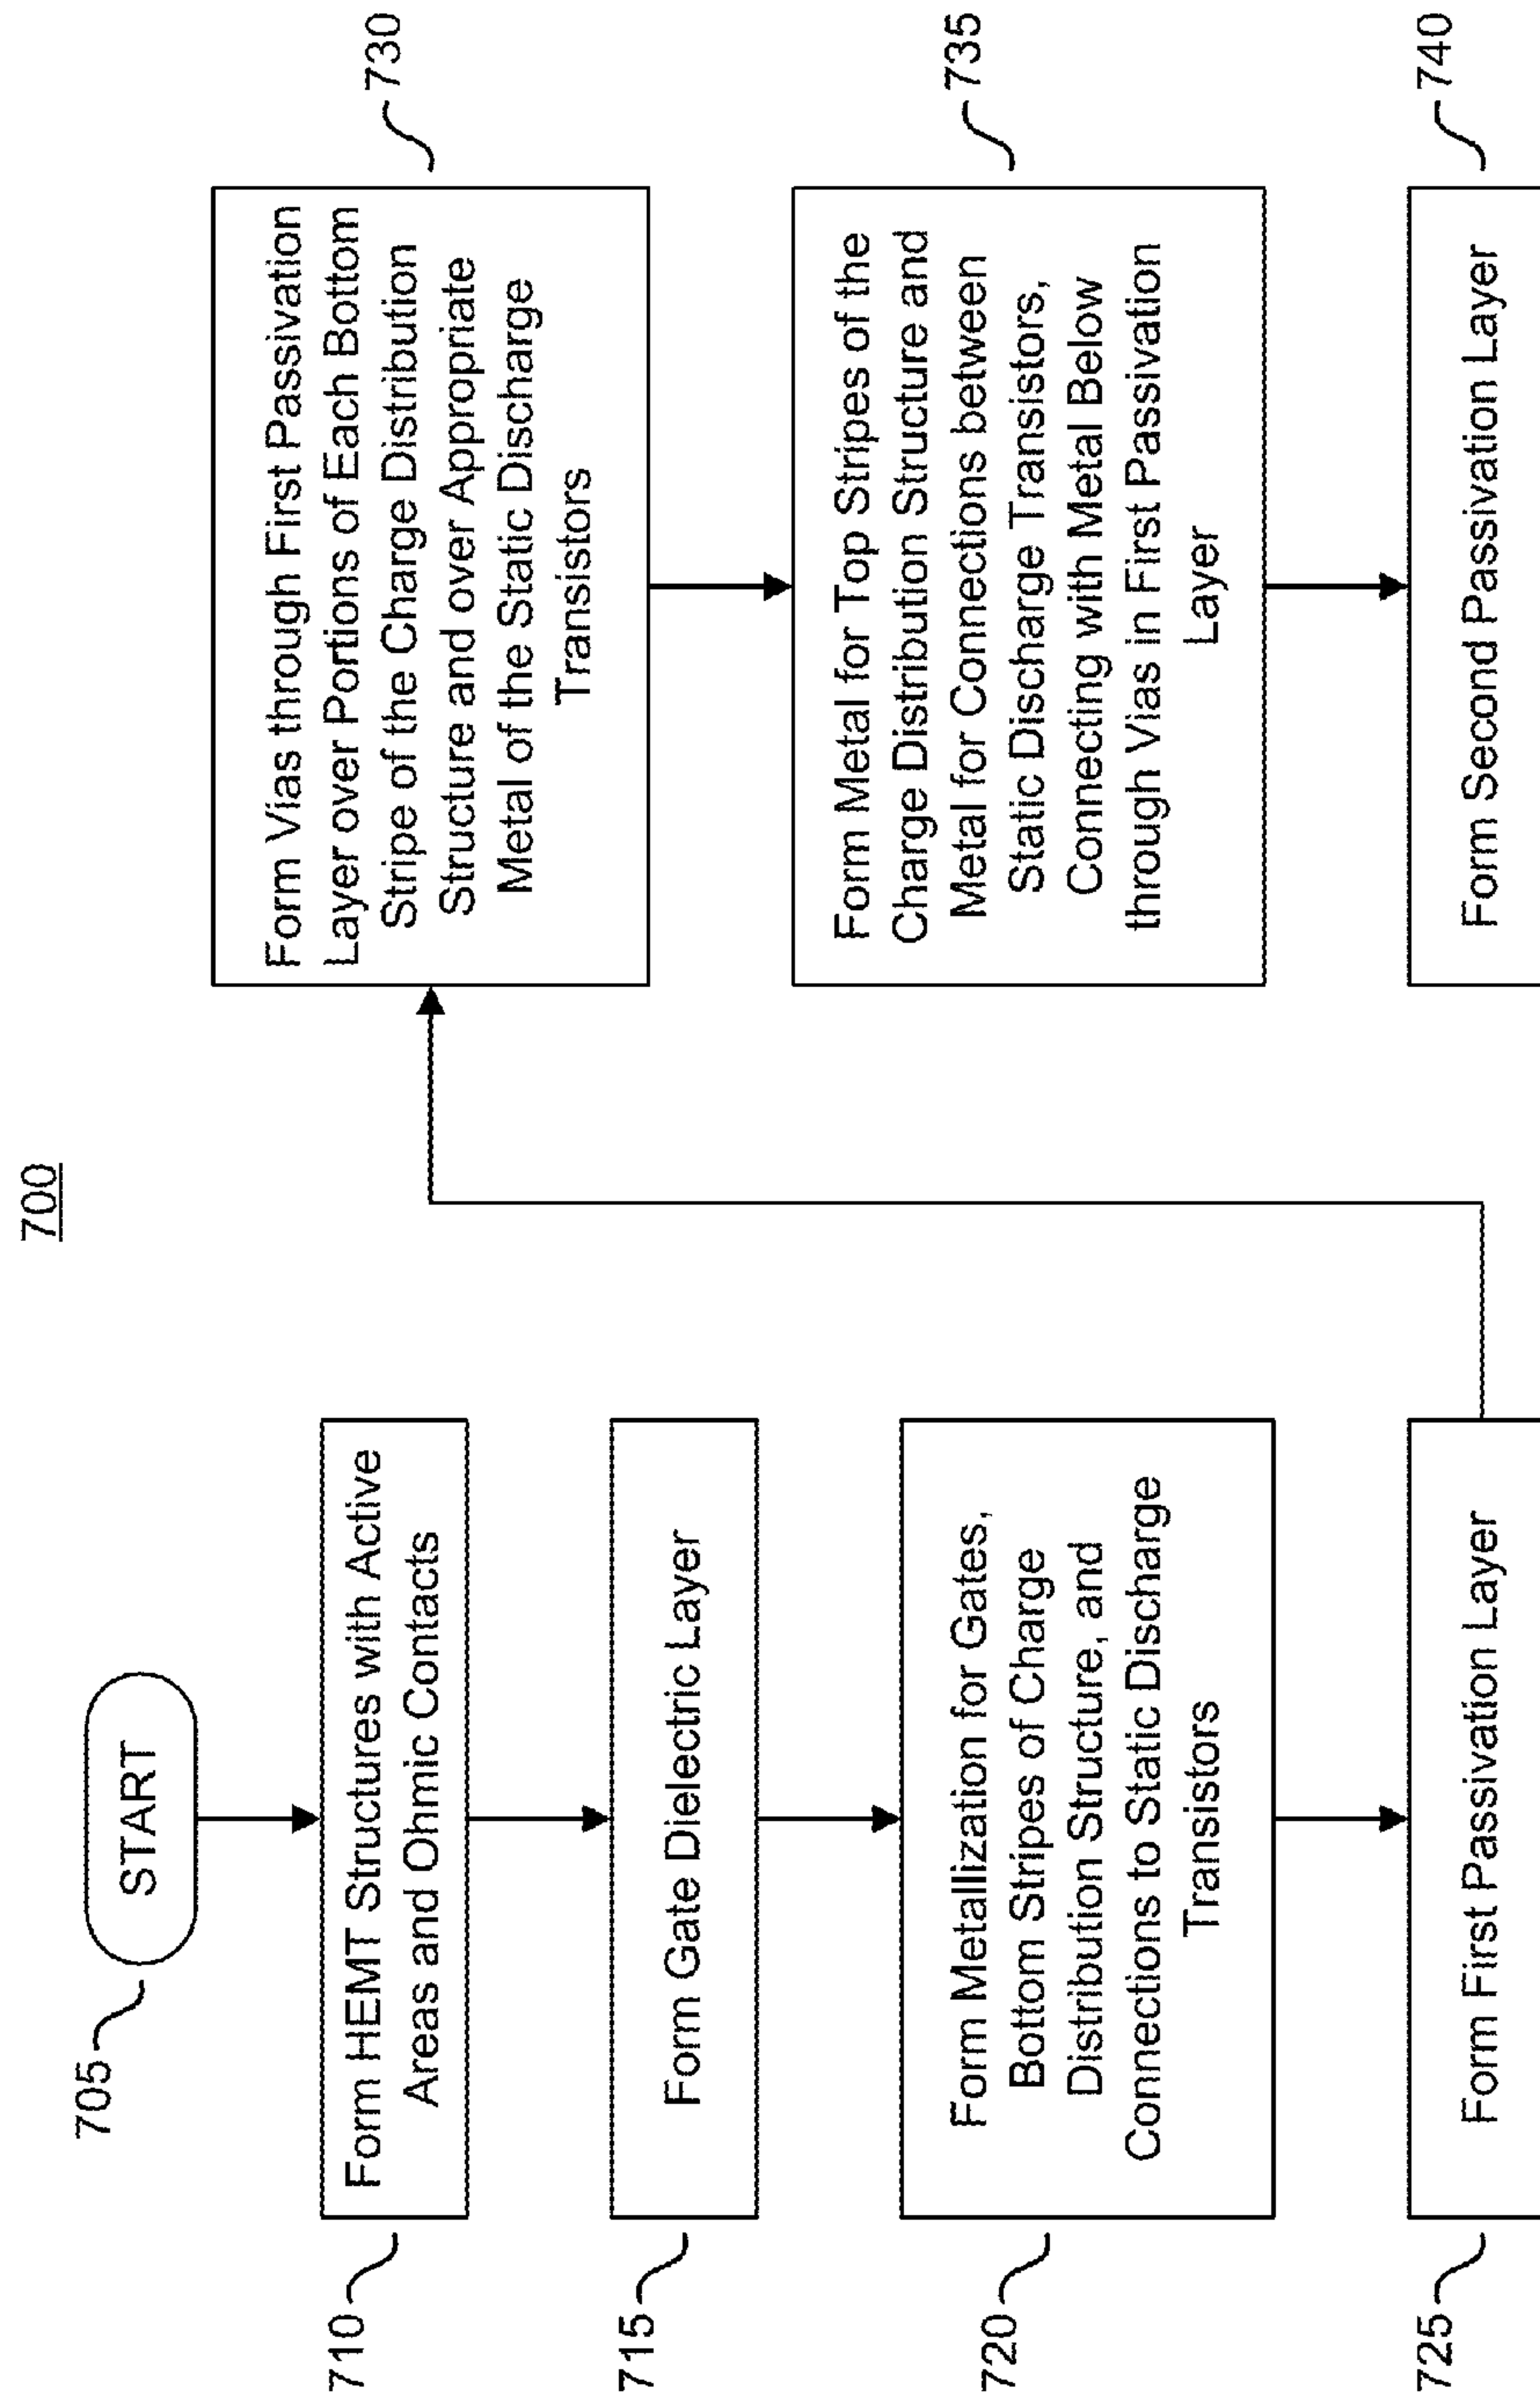 700
705
START
710
Form HEMT Structures with Active
Areas and Ohmic Contacts
715
Form Gate Dielectric Layer
720
Form Metallization for Gates,
Bottom Stripes of Charge
Distribution Structure, and
Connections to Static Discharge
Transistors
725
Form First Passivation Layer
730
Form Vias through First Passivation
Layer over Portions of Each Bottom
Stripe of the Charge Distribution
Structure and over Appropriate
Metal of the Static Discharge
Transistors
735
Form Metal for Top Stripes of the
Charge Distribution Structure and
Metal for Connections between
Static Discharge Transistors,
Connecting with Metal Below
through Vias in First Passivation
Layer
740
Form Second Passivation Layer